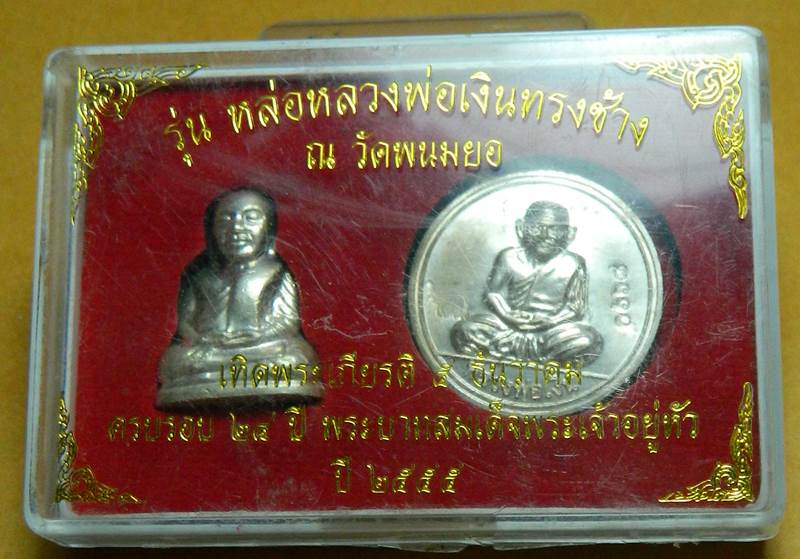 รุ่น หล่อหลวงพ่อเงินทรงช้าง
ณ วัดพนมยอ
เทิดพระเกียรติ ๕ ธันวาคม
ครบรอบ ๒๔ ปี พระบาทสมเด็จพระเจ้าอยู่หัว
ปี ๒๕๕๕